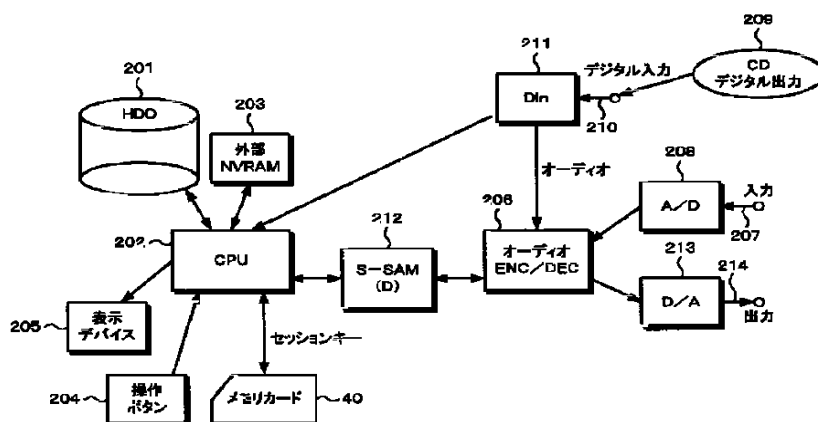 209
211
CD
デジタル出力
デジタル入力
Din
210
201
HDD
203
外部
NVRAM
オーディオ
208
A/D
入力
207
206
212
202
CPU
S-SAM
(D)
オーディオ
ENC/DEC
213
D/A
214
出力
205
表示
デバイス
セッションキー
204
操作
ボタン
メモリカード
40